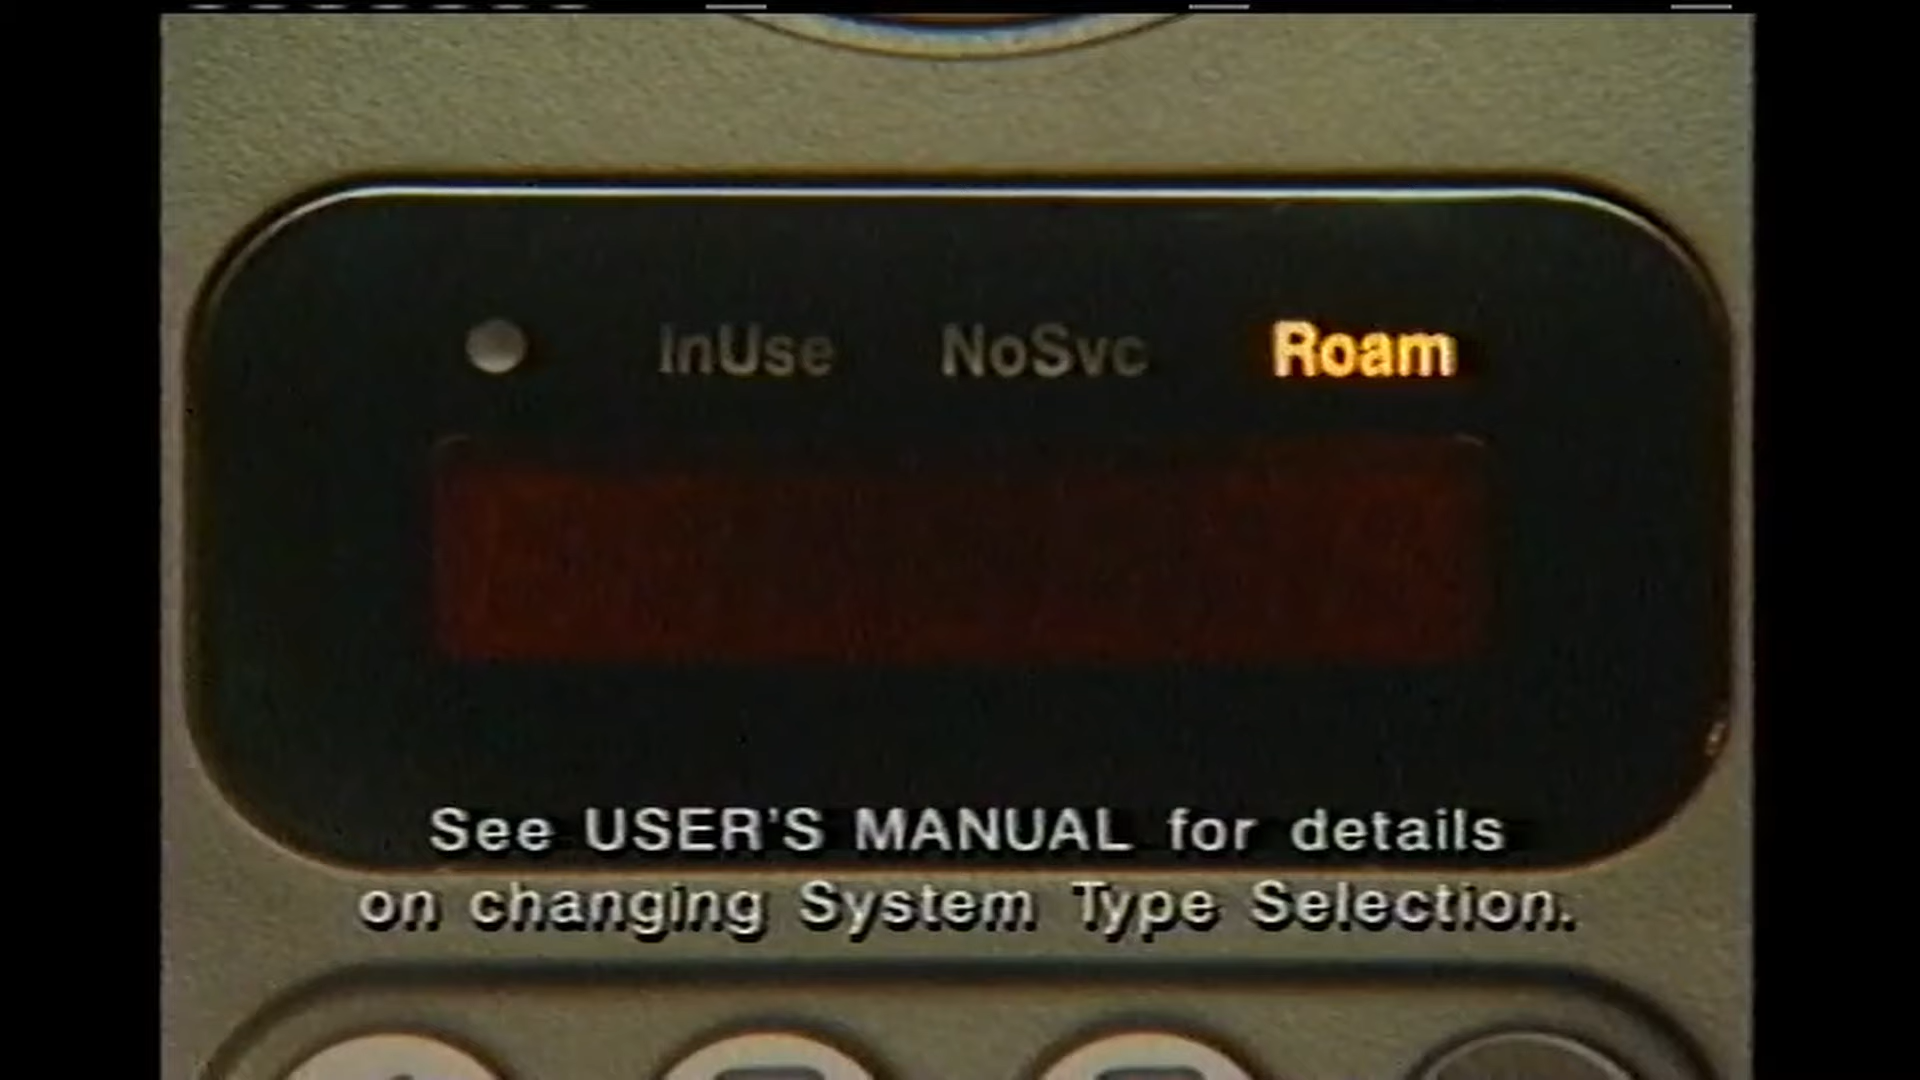 InUse NoSvc Roam
See USER'S MANUAL for details
on changing System Type Selection.